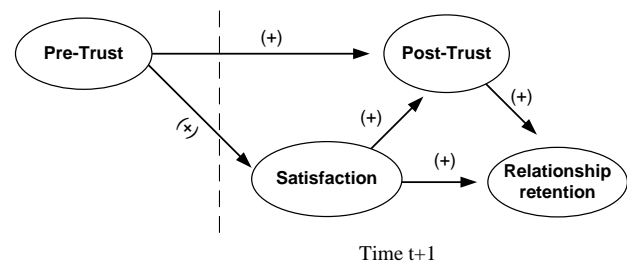 Pre-Trust
(+)
Post-Trust
(+)
(+)
(+)
Satisfaction
(+)
Relationship
retention
Time t+1